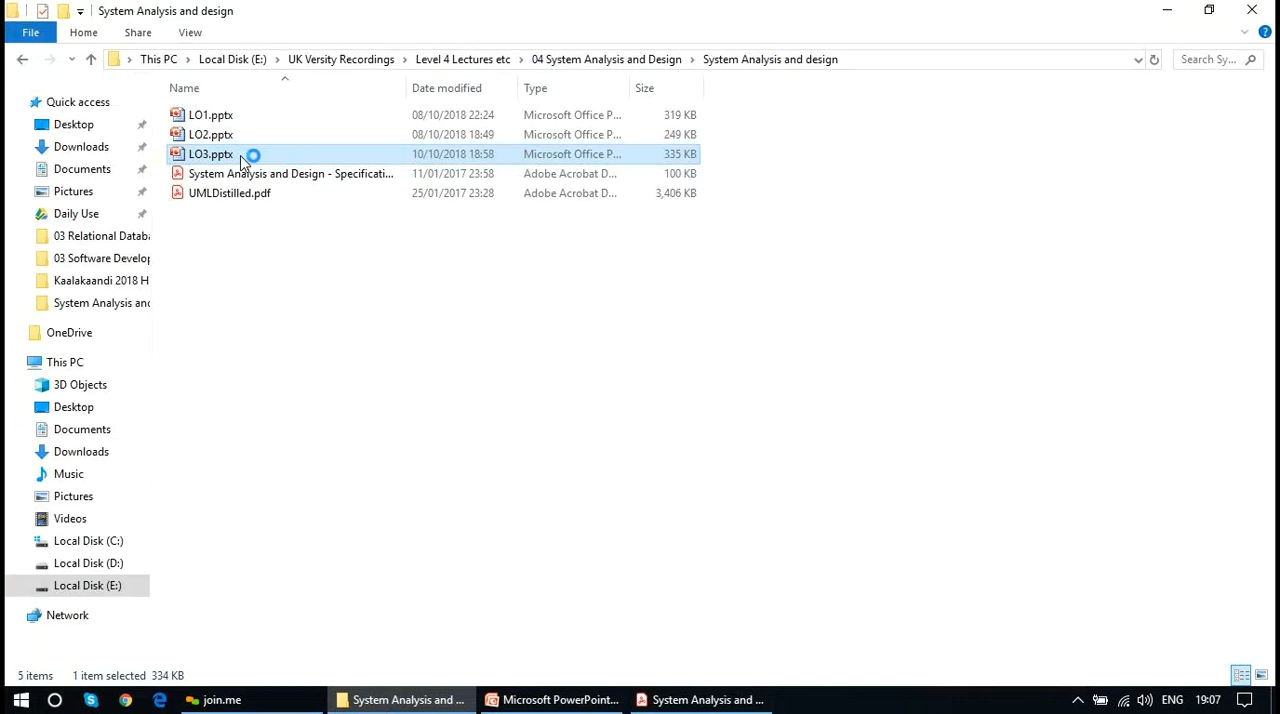 System Analysis and design
File Home Share View
This PC Local Disk (E:) UK Versity Recordings Level 4 Lectures etc 04 System Analysis and Design System Analysis and design Search Sy...
Name Date modified Type Size
LO1.pptx 08/10/2018 22:24 Microsoft Office P... 319 KB
LO2.pptx 08/10/2018 18:49 Microsoft Office P... 249 KB
LO3.pptx 10/10/2018 18:58 Microsoft Office P... 335 KB
System Analysis and Design - Specificati... 11/01/2017 23:58 Adobe Acrobat D... 100 KB
UMLDistilled.pdf 25/01/2017 23:28 Adobe Acrobat D... 3,406 KB
Quick access
Desktop
Downloads
Documents
Pictures
Daily Use
03 Relational Databa
03 Software Develop
Kaalakaandi 2018 H
System Analysis and
OneDrive
This PC
3D Objects
Desktop
Documents
Downloads
Music
Pictures
Videos
Local Disk (C:)
Local Disk (D:)
Local Disk (E:)
Network
5 items 1 item selected 334 KB
join.me System Analysis and ... Microsoft PowerPoint... System Analysis and ... ENG 19:07